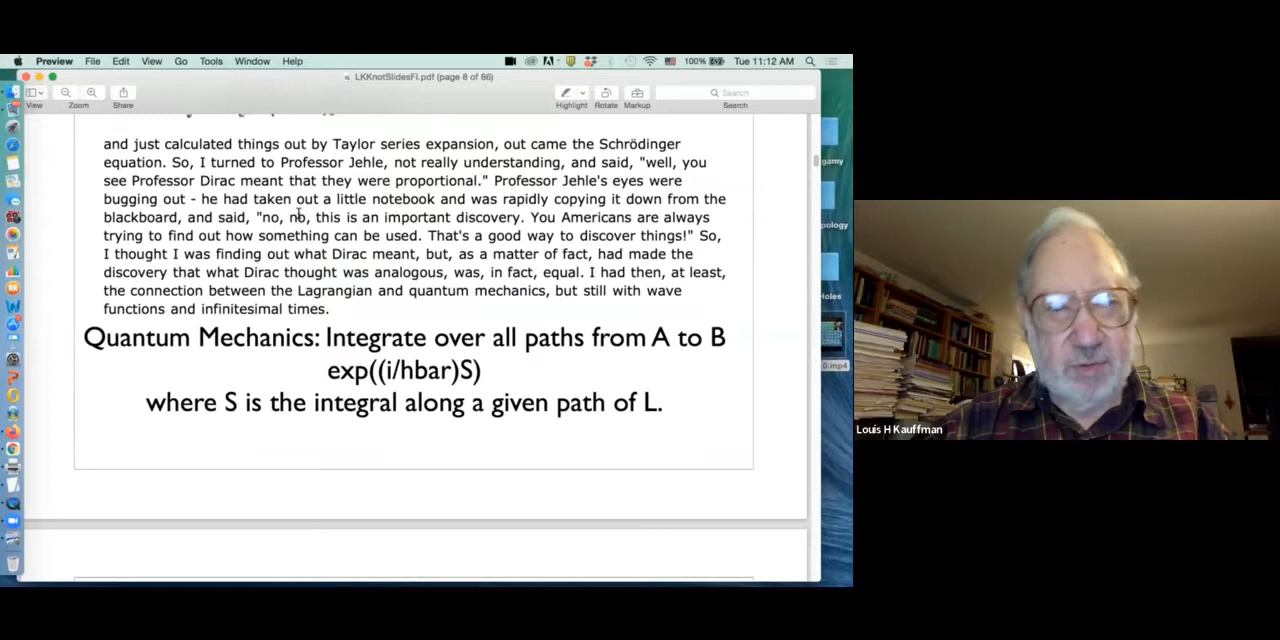 Preview File Edit View Go Tools Window Help 100% Tue 11:12 AM
LKKnotSlidesFI.pdf (page 8 of 86)
Search
View Zoom Share Highlight Rotate Markup Search
and just calculated things out by Taylor series expansion, out came the Schrödinger
equation. So, I turned to Professor Jehle, not really understanding, and said, "well, you
see Professor Dirac meant that they were proportional." Professor Jehle's eyes were
bugging out - he had taken out a little notebook and was rapidly copying it down from the
blackboard, and said, "no, no, this is an important discovery. You Americans are always
trying to find out how something can be used. That's a good way to discover things!" So,
I thought I was finding out what Dirac meant, but, as a matter of fact, had made the
discovery that what Dirac thought was analogous, was, in fact, equal. I had then, at least,
the connection between the Lagrangian and quantum mechanics, but still with wave
functions and infinitesimal times.
Quantum Mechanics: Integrate over all paths from A to B
exp((i/hbar)S)
where S is the integral along a given path of L.
gamy
pology
Holes
0.mp4
Louis H Kauffman